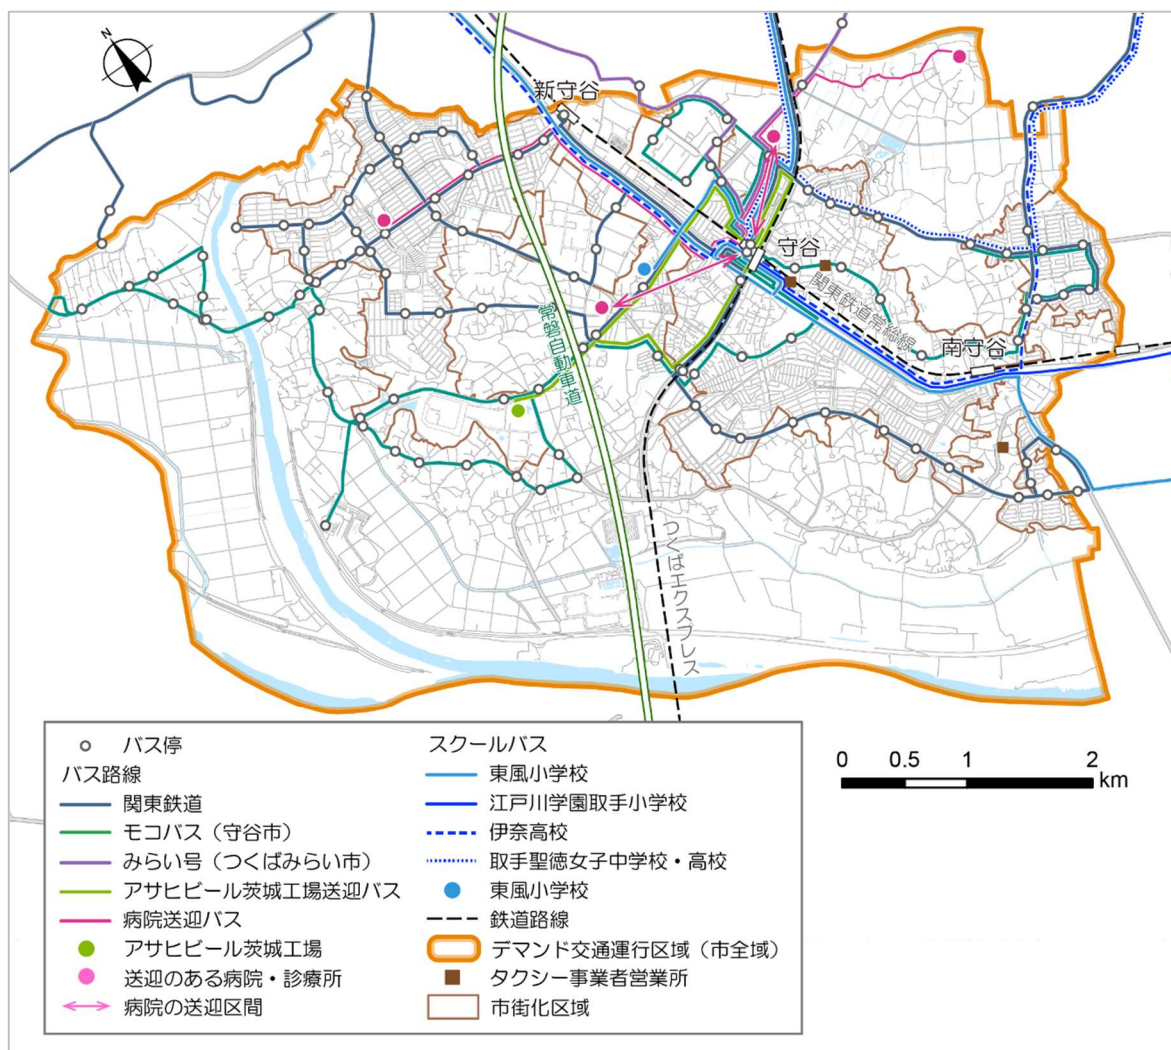 N
新守谷
守谷
関東鉄道常総線
南守谷
常磐自動車道
つくばエクスプレス
バス停
バス路線
関東鉄道
モコバス（守谷市）
みらい号（つくばみらい市）
アサヒビール茨城工場送迎バス
病院送迎バス
アサヒビール茨城工場
送迎のある病院・診療所
病院の送迎区間
スクールバス
東風小学校
江戸川学園取手小学校
伊奈高校
取手聖徳女子中学校・高校
東風小学校
鉄道路線
デマンド交通運行区域（市全域）
タクシー事業者営業所
市街化区域
0 0.5 1 2
km